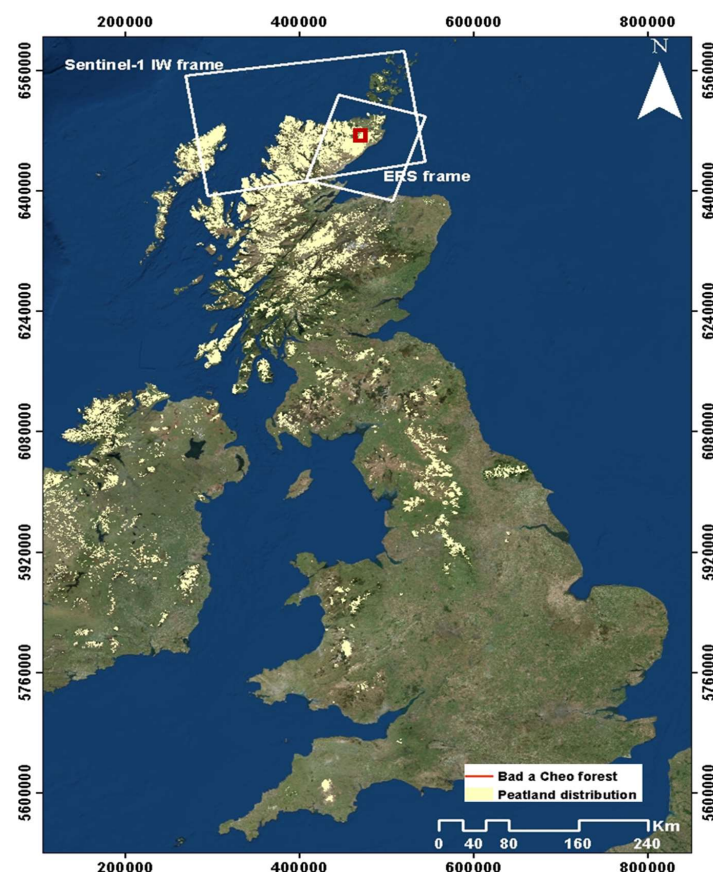 200000 400000 600000 800000
Sentinel-1 IW frame
N
ERS frame
6560000 6560000
6400000 6400000
6240000 6240000
6080000 6080000
5920000 5920000
5760000 5760000
5600000 5600000
Bad a Cheo forest
Peatland distribution
Km
0 40 80 160 240
200000 400000 600000 800000